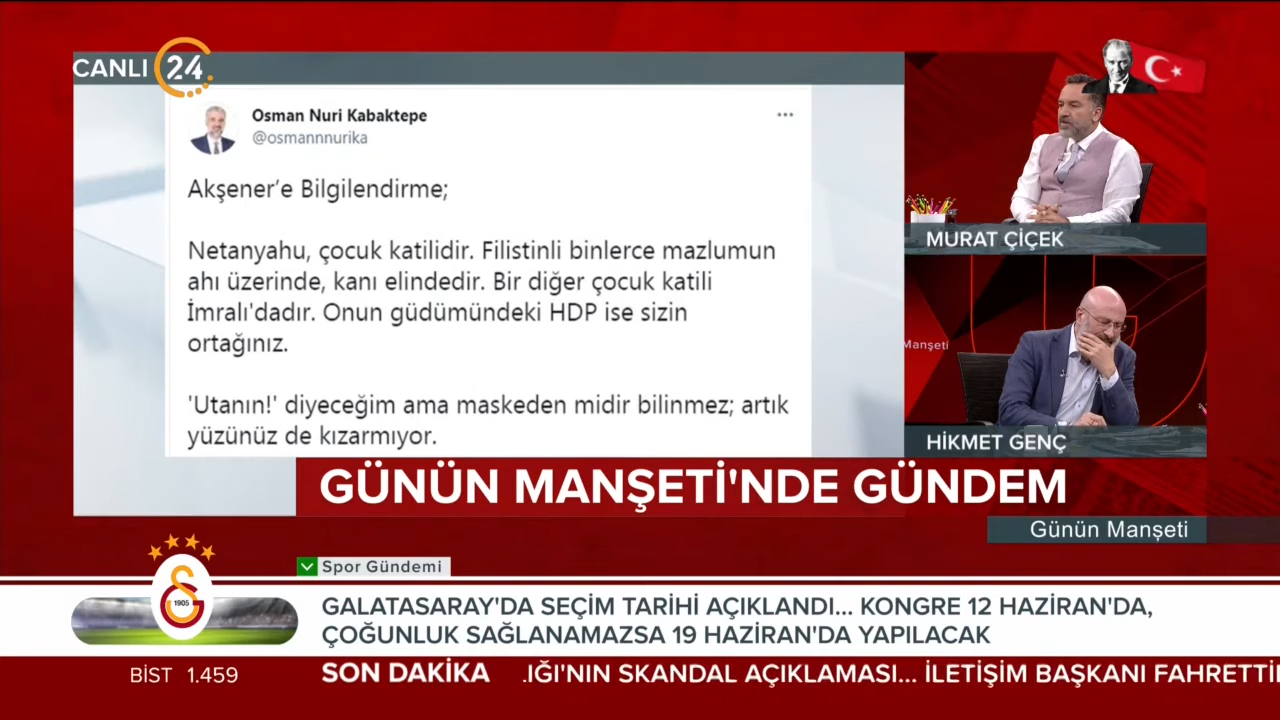 CANLI 24
Osman Nuri Kabaktepe
@osmannnurika
Akşener’e Bilgilendirme;
Netanyahu, çocuk katilidir. Filistinli binlerce mazlumun
ahı üzerinde, kanı elindedir. Bir diğer çocuk katili
İmralı'dadır. Onun güdümündeki HDP ise sizin
ortağınız.
'Utanın!' diyeceğim ama maskeden midir bilinmez; artık
yüzünüz de kızarmıyor.
MURAT ÇİÇEK
Manşeti
HİKMET GENÇ
GÜNÜN MANŞETİ'NDE GÜNDEM
Günün Manşeti
Spor Gündemi
1905
GALATASARAY'DA SEÇİM TARİHİ AÇIKLANDI... KONGRE 12 HAZİRAN'DA,
ÇOĞUNLUK SAĞLANAMAZSA 19 HAZİRAN'DA YAPILACAK
BİST 1.459
SON DAKİKA
.IĞI'NIN SKANDAL AÇIKLAMASI... İLETİŞİM BAŞKANI FAHRETTİ